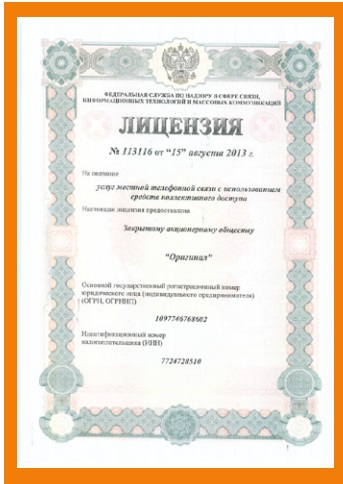 ФЕДЕРАЛЬНАЯ СЛУЖБА ПО НАДЗОРУ В СФЕРЕ СВЯЗИ,
ИНФОРМАЦИОННЫХ ТЕХНОЛОГИЙ И МАССОВЫХ КОММУНИКАЦИЙ
ЛИЦЕНЗИЯ
№ 113116 от “15” августа 2013 г.
На оказание
услуг местной телефонной связи с использованием
средств коллективного доступа
Настоящая лицензия предоставлена
Закрытому акционерному обществу
"Оригинал"
Основной государственный регистрационный номер
юридического лица (индивидуального предпринимателя)
(ОГРН, ОГРНИП)
1097746768602
Идентификационный номер
налогоплательщика (ИНН)
7724728510